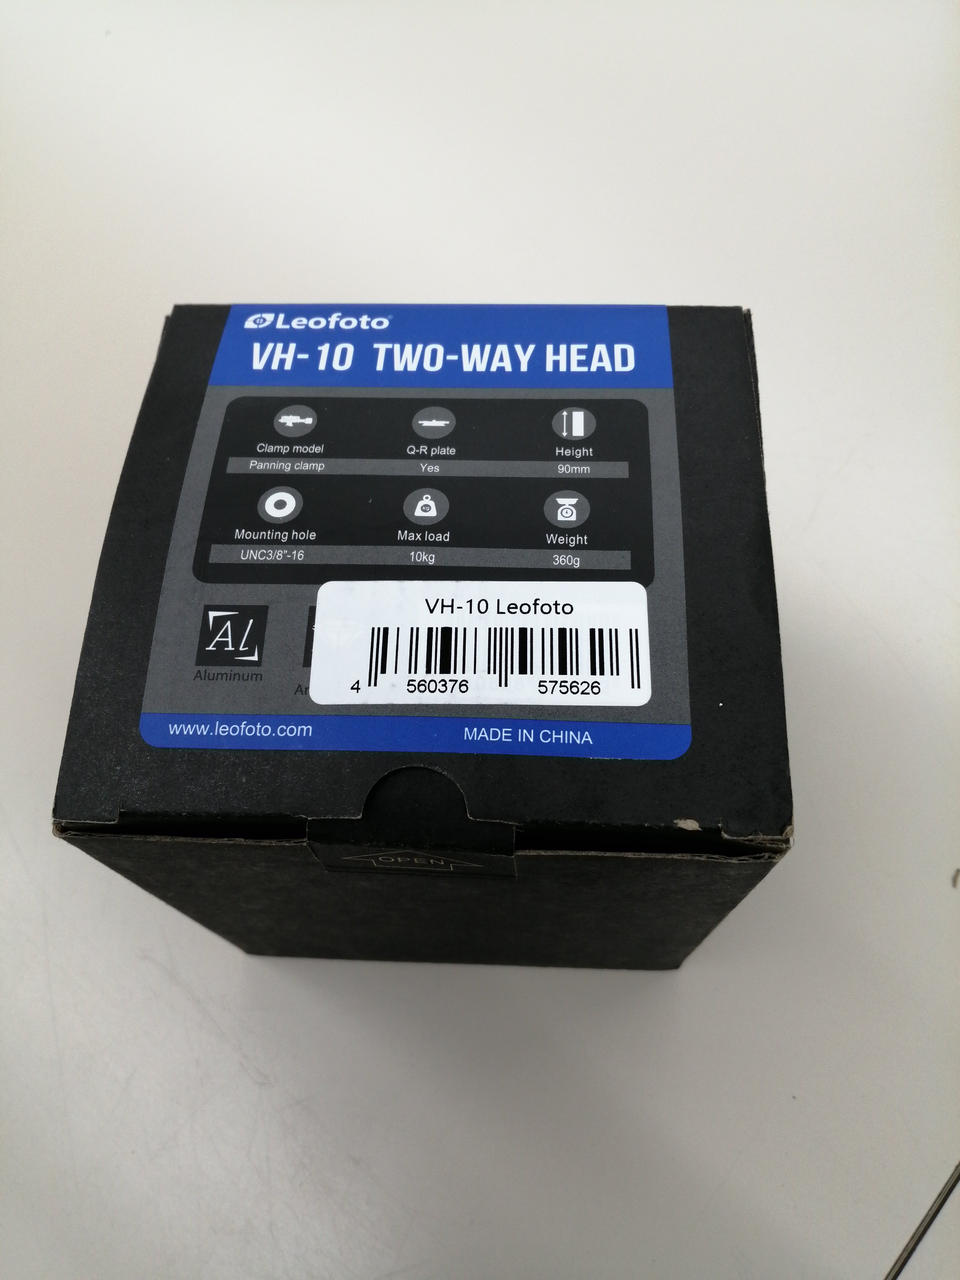 Leofoto
VH-10 TWO-WAY HEAD
Clamp model Q-R plate Height
Panning clamp Yes 90mm
Mounting hole Max load Weight
UNC3/8"-16 10kg 360g
VH-10 Leofoto
4 560376 575626
Al
Aluminum
www.leofoto.com MADE IN CHINA
OPEN